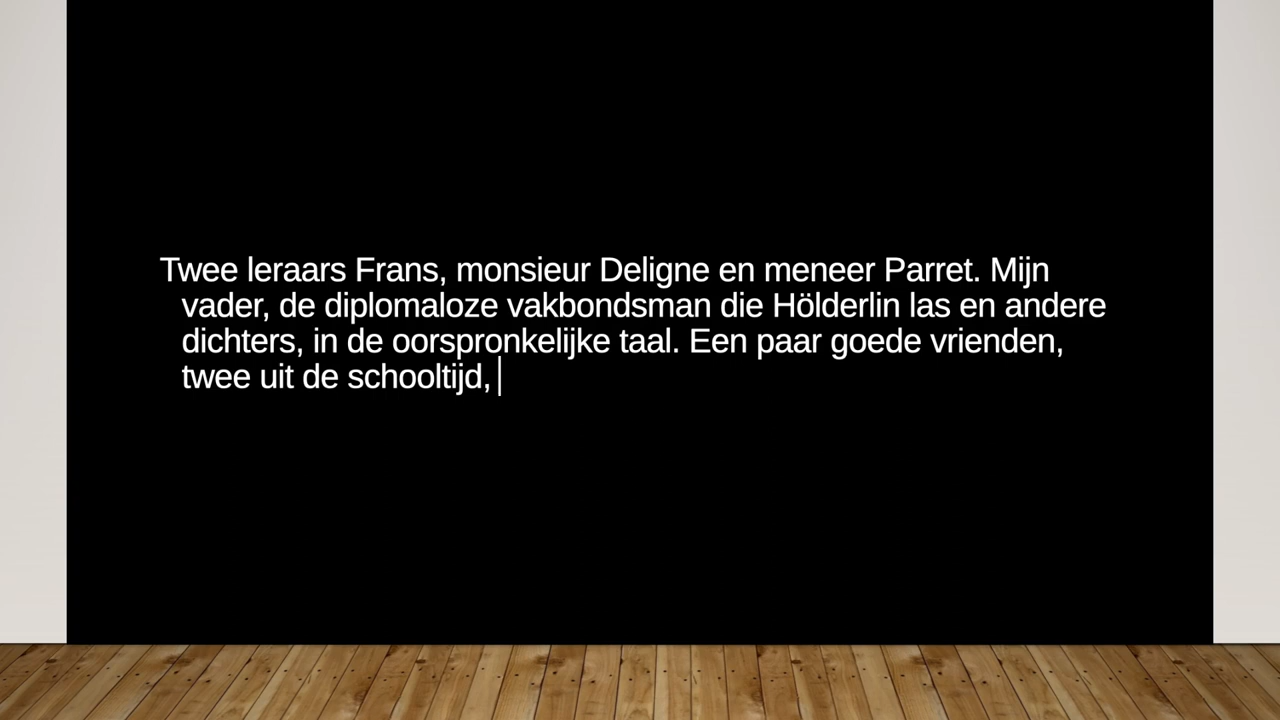 Twee leraars Frans, monsieur Deligne en meneer Parret. Mijn
vader, de diplomaloze vakbondsman die Hölderlin las en andere
dichters, in de oorspronkelijke taal. Een paar goede vrienden,
twee uit de schooltijd,